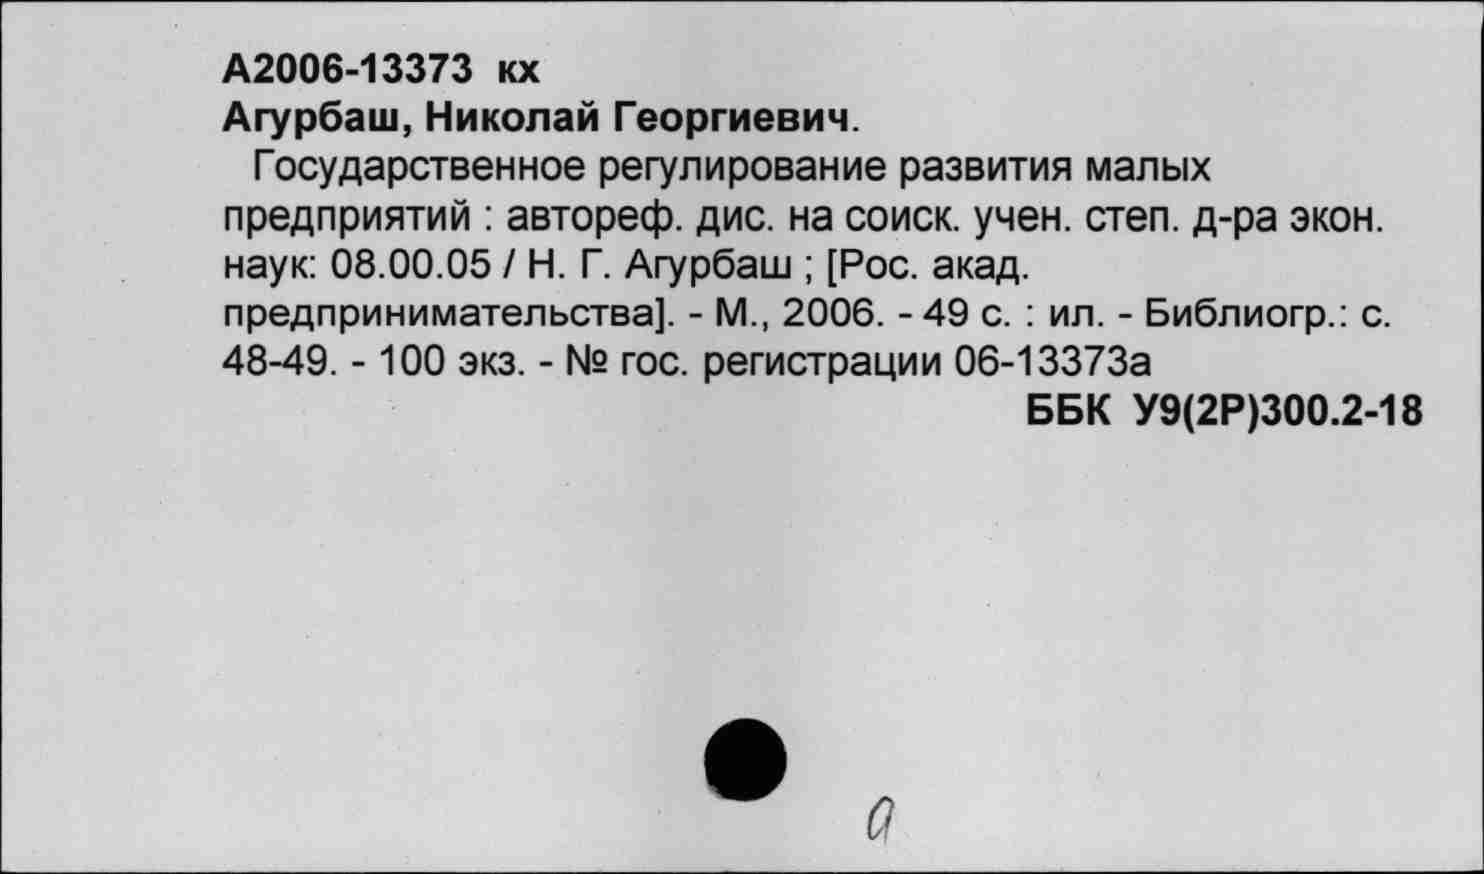 А2006-13373 кх
Агурбаш, Николай Георгиевич.
Государственное регулирование развития малых
предприятий : автореф. дис. на соиск. учен. степ. д-ра экон.
наук: 08.00.05 / Н. Г. Агурбаш ; [Рос. акад.
предпринимательства]. - М., 2006. - 49 с. : ил. - Библиогр.: с.
48-49. - 100 экз. - № гос. регистрации 06-13373а
ББК У9(2Р)300.2-18